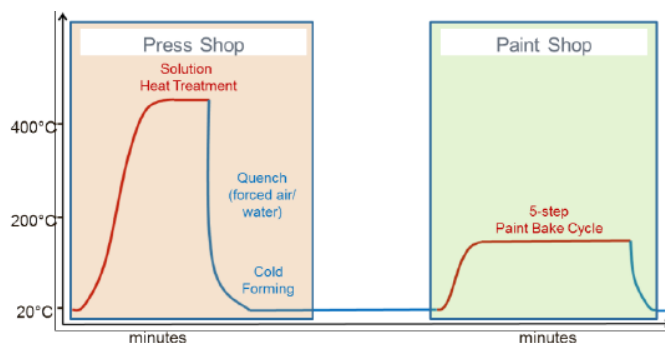 Press Shop
Paint Shop
Solution
Heat Treatment
400°C
Quench
(forced air/
water)
200°C
5-step
Paint Bake Cycle
Cold
Forming
20°C
minutes
minutes